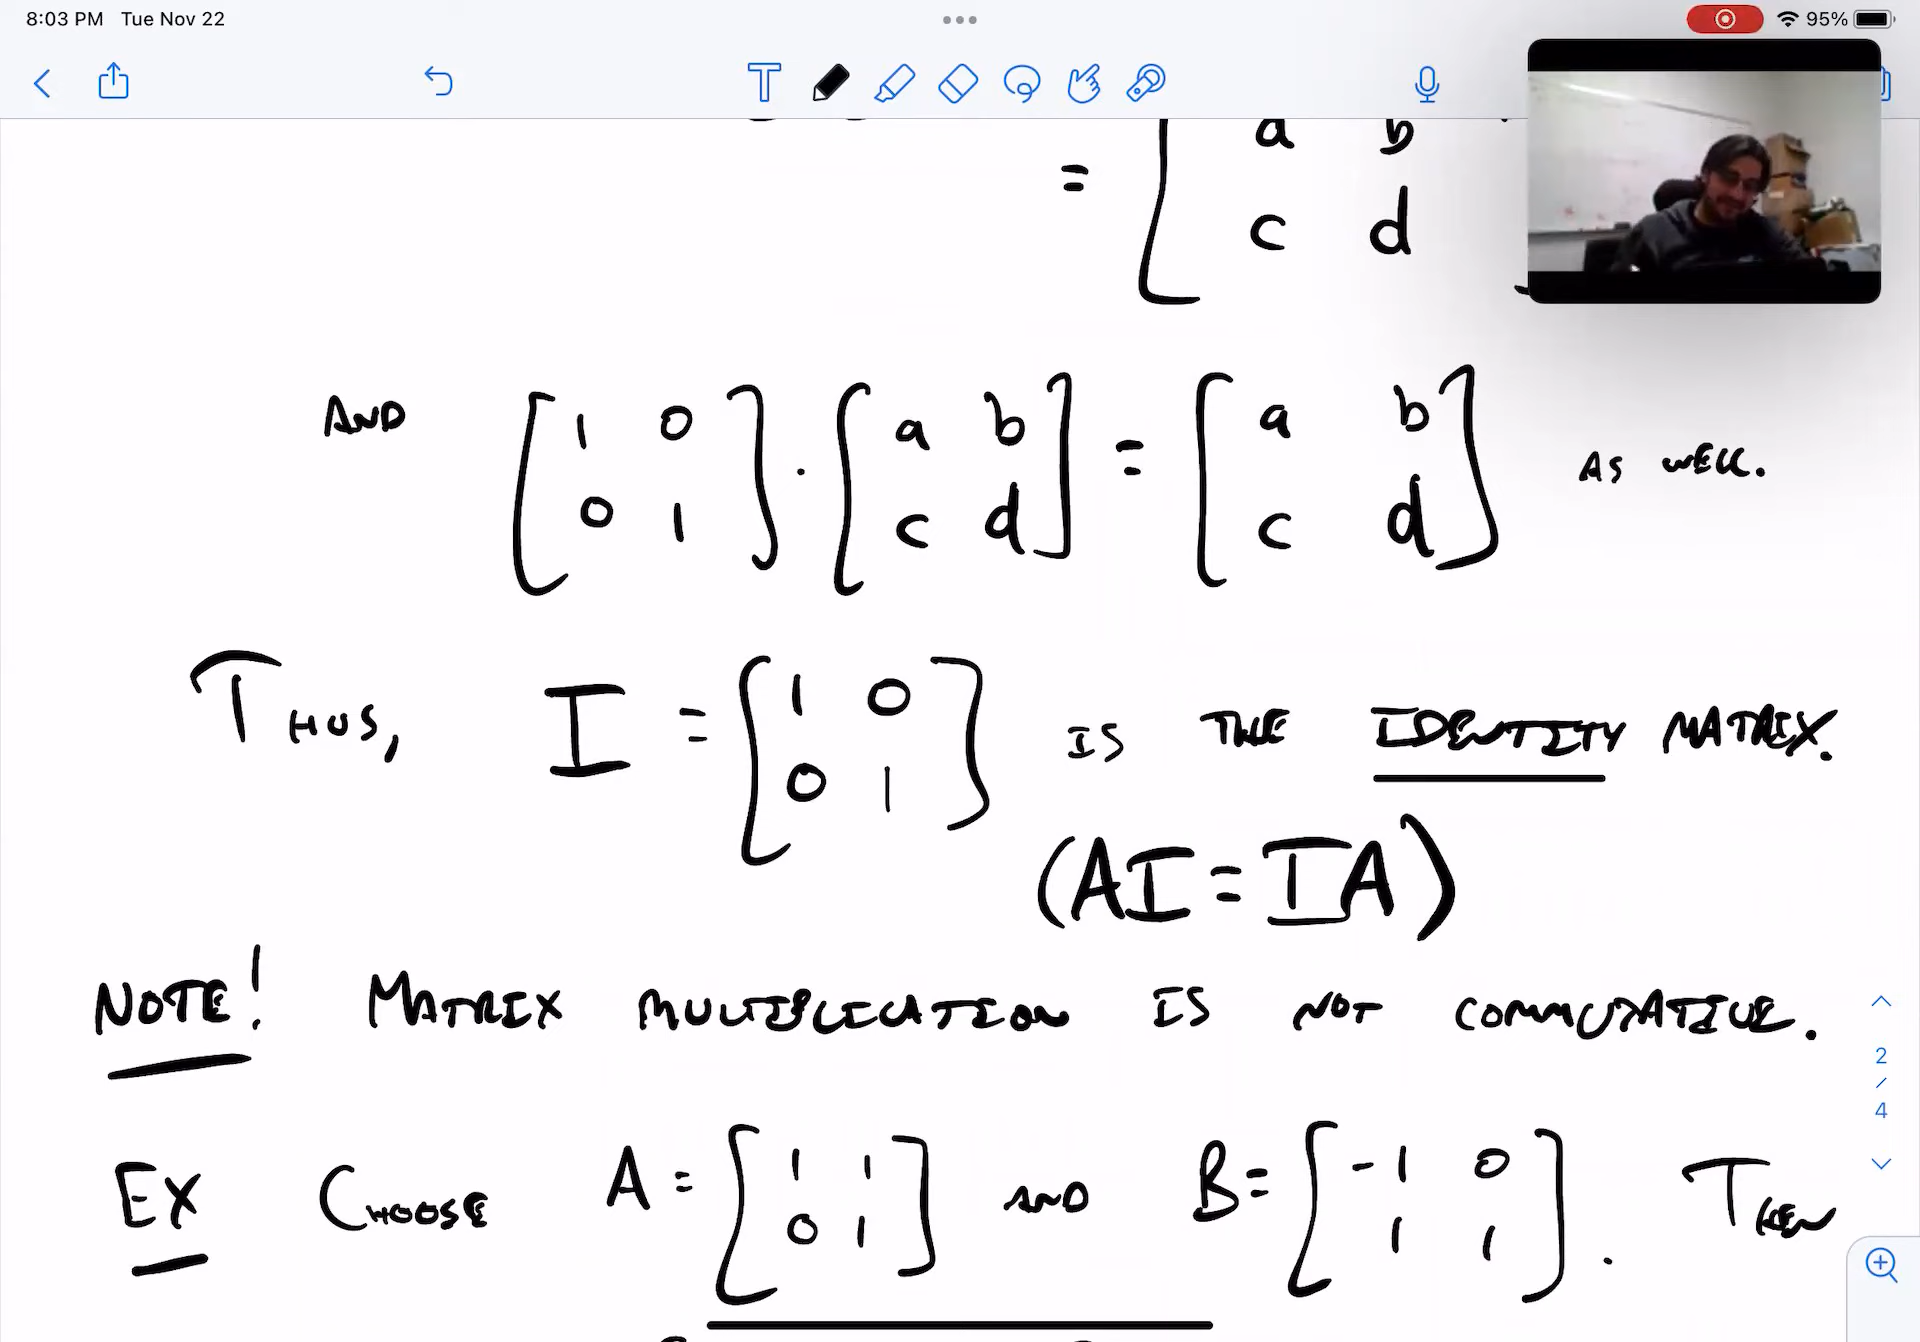 8:03 PM Tue Nov 22 95%
= [ a b
c d
AND [ 1 0 ] . [ a b ] = [ a b ] AS WELL.
0 1 c d c d
THUS, I = [ 1 0 ] IS THE IDENTITY MATRIX.
0 1
(AI = IA)
NOTE! MATRIX MULTIPLICATION IS NOT COMMUTATIVE.
2
/
4
EX CHOOSE A = [ 1 1 ] AND B = [ -1 0 ] . THEN
0 1 1 1